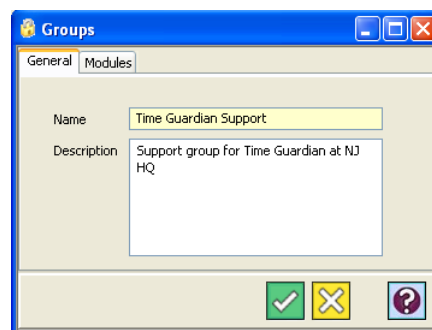 Groups
General Modules
Name Time Guardian Support
Description Support group for Time Guardian at NJ
HQ